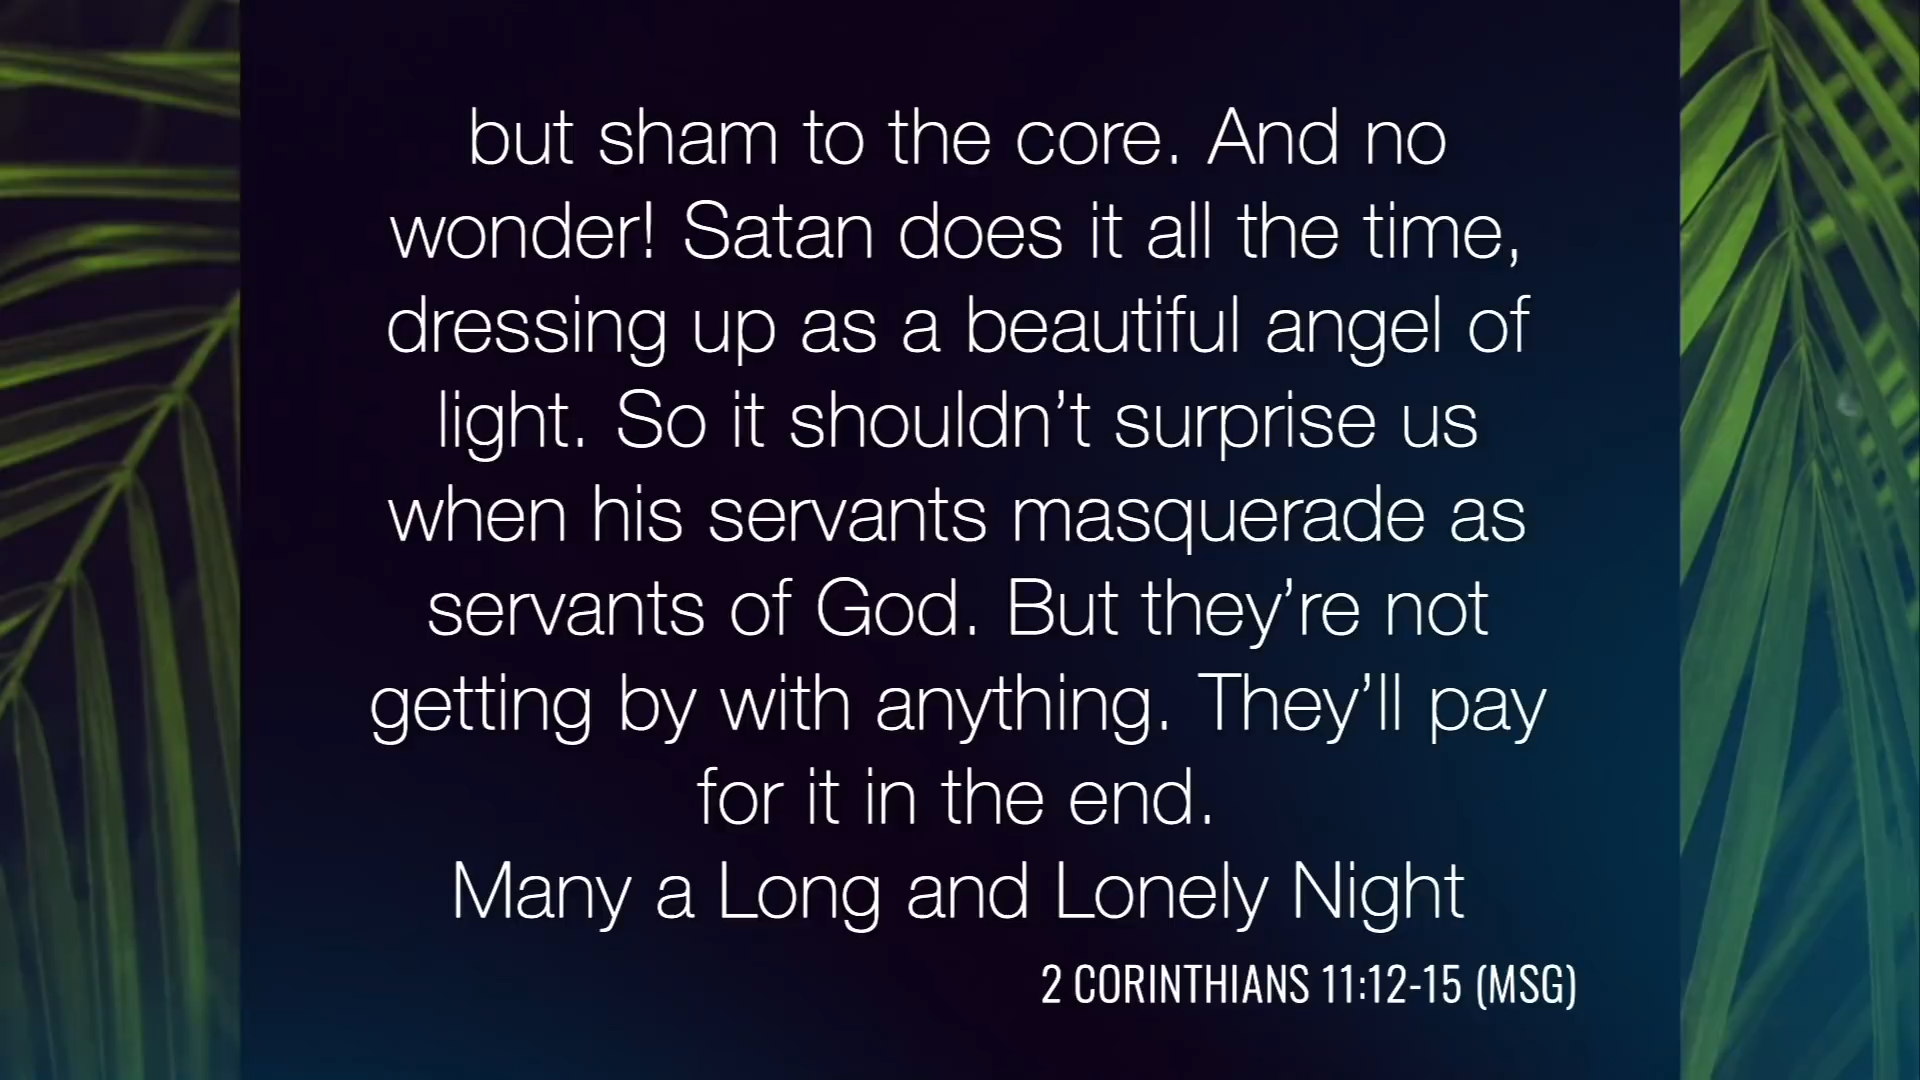 but sham to the core. And no
wonder! Satan does it all the time,
dressing up as a beautiful angel of
light. So it shouldn’t surprise us
when his servants masquerade as
servants of God. But they’re not
getting by with anything. They’ll pay
for it in the end.
Many a Long and Lonely Night
2 CORINTHIANS 11:12-15 (MSG)